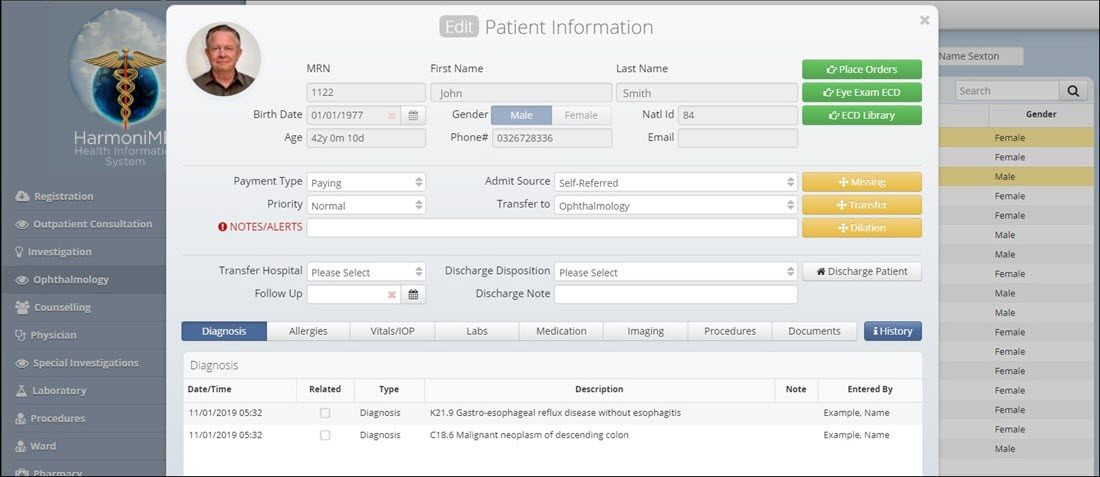 Edit Patient Information
×
HarmoniMD
Health Information
System
Registration
Outpatient Consultation
Investigation
Ophthalmology
Counselling
Physician
Special Investigations
Laboratory
Procedures
Ward
Pharmacy
MRN First Name Last Name
1122 John Smith
Birth Date 01/01/1977 Gender Male Female Natl Id 84
Age 42y 0m 10d Phone# 0326728336 Email
Place Orders
Eye Exam ECD
ECD Library
Payment Type Paying Admit Source Self-Referred Missing
Priority Normal Transfer to Ophthalmology Transfer
NOTES/ALERTS Dilation
Transfer Hospital Please Select Discharge Disposition Please Select Discharge Patient
Follow Up Discharge Note
Diagnosis Allergies Vitals/IOP Labs Medication Imaging Procedures Documents History
Diagnosis
Date/Time Related Type Description Note Entered By
11/01/2019 05:32 Diagnosis K21.9 Gastro-esophageal reflux disease without esophagitis Example, Name
11/01/2019 05:32 Diagnosis C18.6 Malignant neoplasm of descending colon Example, Name
Name Sexton
Search
Gender
Female
Female
Male
Female
Female
Male
Female
Female
Male
Male
Female
Female
Female
Female
Female
Female
Male